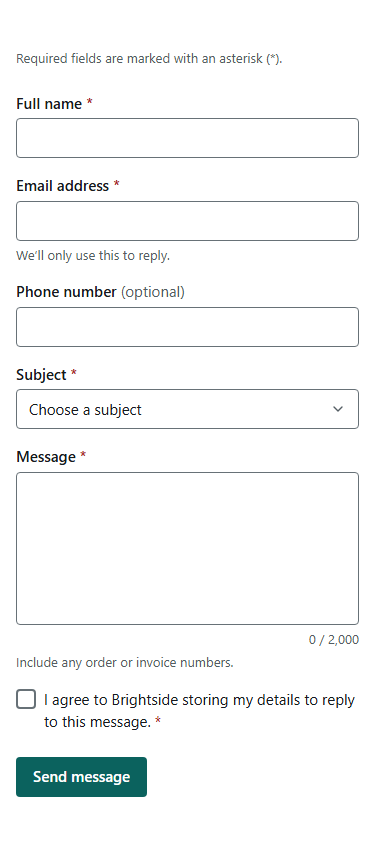 Required fields are marked with an asterisk (*).
Full name *
Email address *
We'll only use this to reply.
Phone number (optional)
Subject *
Choose a subject
Message *
0 / 2,000
Include any order or invoice numbers.
I agree to Brightside storing my details to reply
to this message. *
Send message